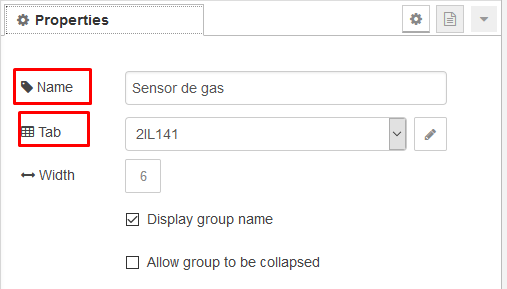 Properties
Name
Sensor de gas
Tab
2IL141
Width
6
Display group name
Allow group to be collapsed